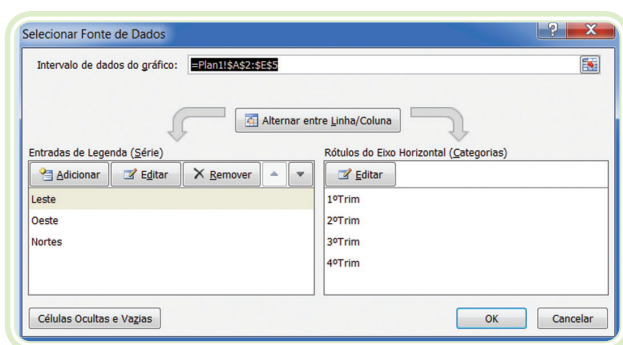 Selecionar Fonte de Dados
Intervalo de dados do gráfico: =Plan1!$A$2:$E$5
Alternar entre Linha/Coluna
Entradas de Legenda (Série)
Adicionar Editar Remover
Leste
Oeste
Nortes
Rótulos do Eixo Horizontal (Categorias)
Editar
1ºTrim
2ºTrim
3ºTrim
4ºTrim
Células Ocultas e Vazias
OK Cancelar